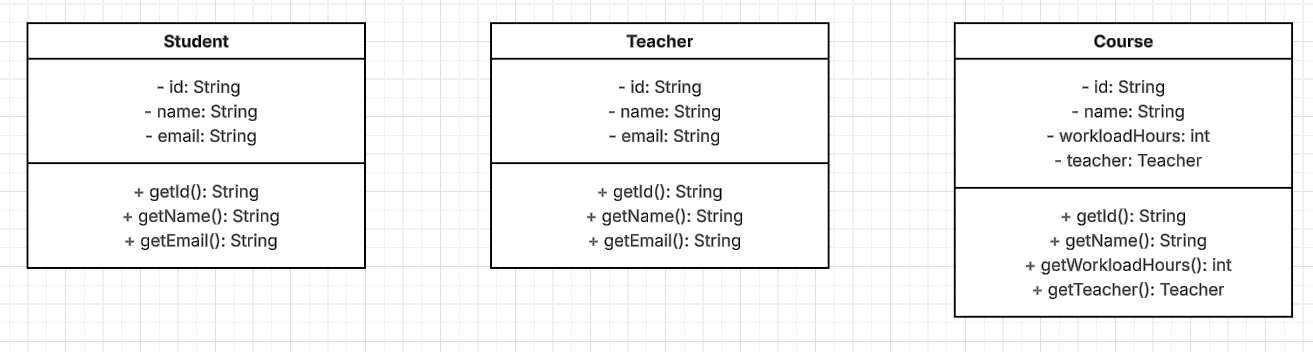 Student
- id: String
- name: String
- email: String
+ getId(): String
+ getName(): String
+ getEmail(): String
Teacher
- id: String
- name: String
- email: String
+ getId(): String
+ getName(): String
+ getEmail(): String
Course
- id: String
- name: String
- workloadHours: int
- teacher: Teacher
+ getId(): String
+ getName(): String
+ getWorkloadHours(): int
+ getTeacher(): Teacher